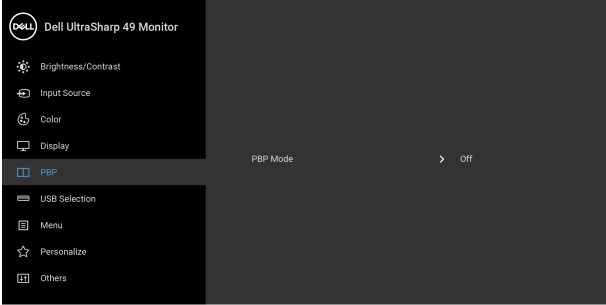 DELL Dell UltraSharp 49 Monitor
Brightness/Contrast
Input Source
Color
Display
PBP
PBP Mode Off
USB Selection
Menu
Personalize
Others